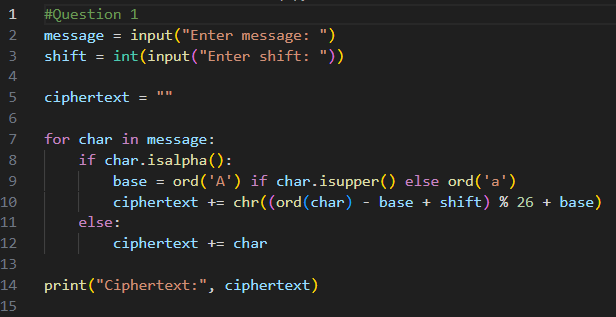 1 #Question 1
2 message = input("Enter message: ")
3 shift = int(input("Enter shift: "))
4
5 ciphertext = ""
6
7 for char in message:
8     if char.isalpha():
9         base = ord('A') if char.isupper() else ord('a')
10         ciphertext += chr((ord(char) - base + shift) % 26 + base)
11     else:
12         ciphertext += char
13
14 print("Ciphertext:", ciphertext)
15